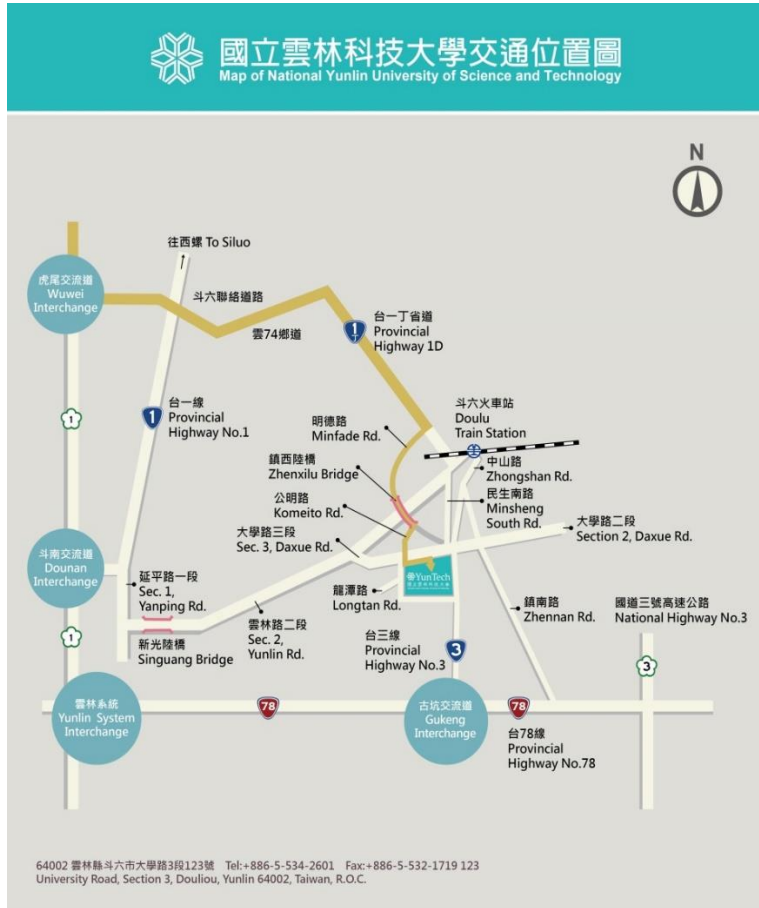 國立雲林科技大學交通位置圖
Map of National Yunlin University of Science and Technology
N
往西螺 To Siluo
虎尾交流道
Wuwei
Interchange
斗六聯絡道路
雲74鄉道
1
台一丁省道
Provincial
Highway 1D
1
1
台一線
Provincial
Highway No.1
斗六火車站
Doulu
Train Station
明德路
Minfade Rd.
鎮西陸橋
Zhenxilu Bridge
中山路
Zhongshan Rd.
公明路
Komeito Rd.
民生南路
Minsheng
South Rd.
大學路三段
Sec. 3, Daxue Rd.
大學路二段
Section 2, Daxue Rd.
斗南交流道
Dounan
Interchange
延平路一段
Sec. 1,
Yanping Rd.
YunTech
龍潭路
Longtan Rd.
鎮南路
Zhennan Rd.
國道三號高速公路
National Highway No.3
1
新光陸橋
Singuang Bridge
雲林路二段
Sec. 2,
Yunlin Rd.
台三線
Provincial
Highway No.3
3
3
雲林系統
Yunlin System
Interchange
78
古坑交流道
Gukeng
Interchange
78
台78線
Provincial
Highway No.78
64002 雲林縣斗六市大學路3段123號 Tel:+886-5-534-2601 Fax:+886-5-532-1719 123
University Road, Section 3, Douliou, Yunlin 64002, Taiwan, R.O.C.